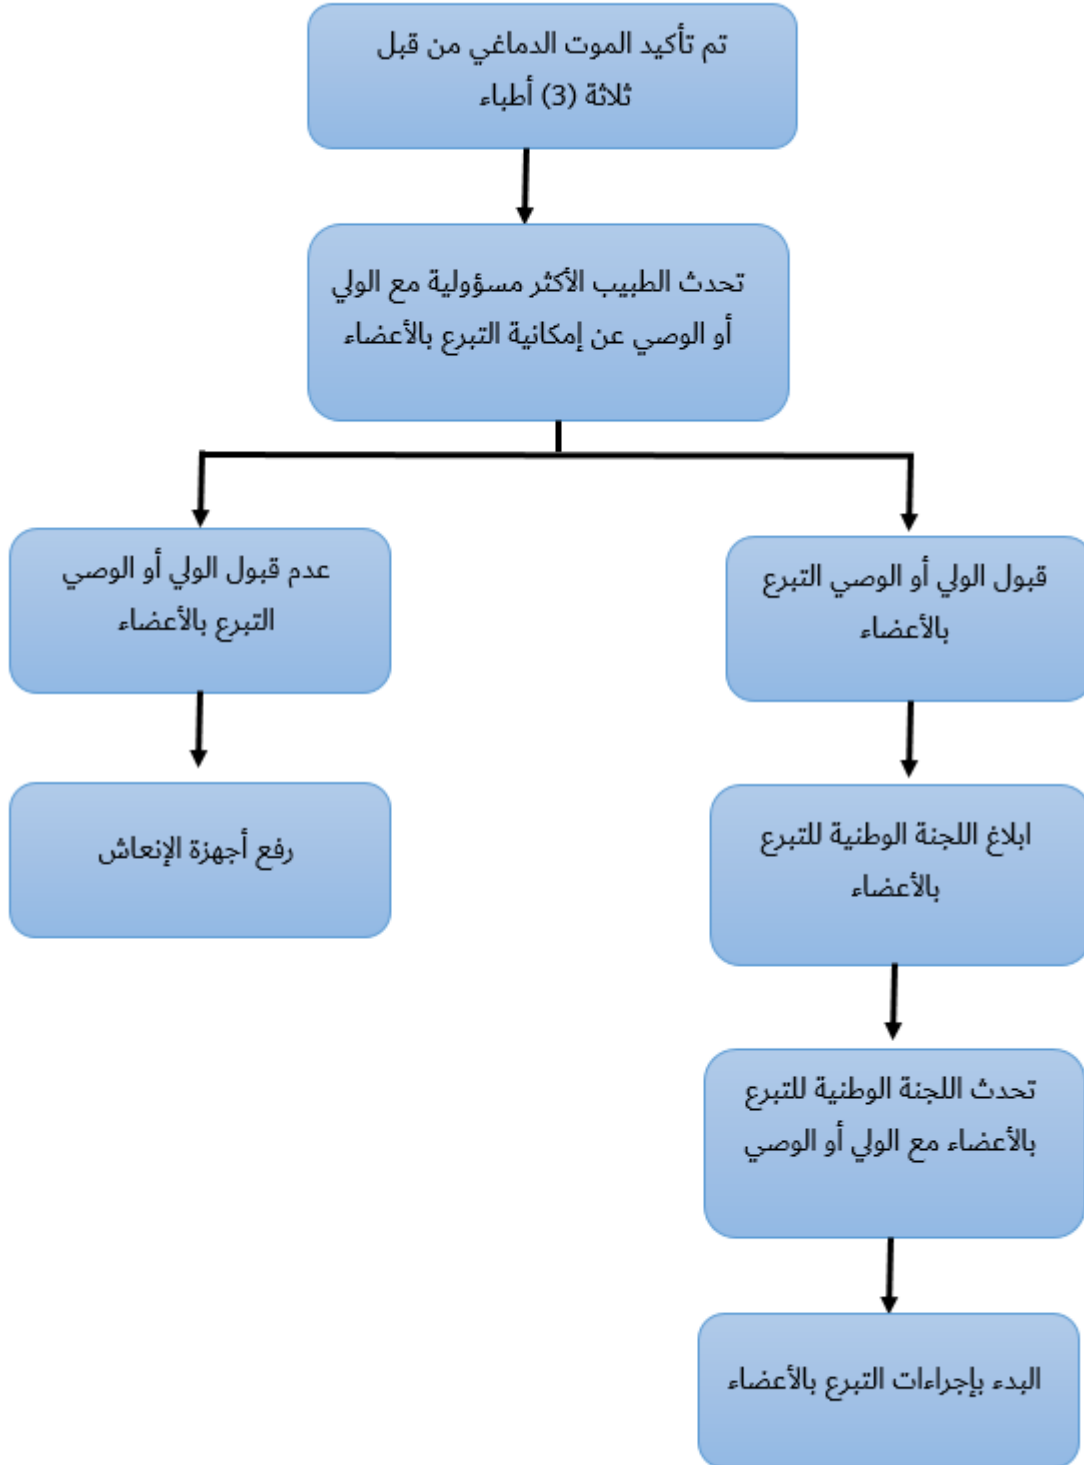 تم تأكيد الموت الدماغي من قبل
ثلاثة (3) أطباء
تحدث الطبيب الأكثر مسؤولية مع الولي
أو الوصي عن إمكانية التبرع بالأعضاء
قبول الولي أو الوصي التبرع
بالأعضاء
عدم قبول الولي أو الوصي
التبرع بالأعضاء
ابلاغ اللجنة الوطنية للتبرع
بالأعضاء
رفع أجهزة الإنعاش
تحدث اللجنة الوطنية للتبرع
بالأعضاء مع الولي أو الوصي
البدء بإجراءات التبرع بالأعضاء